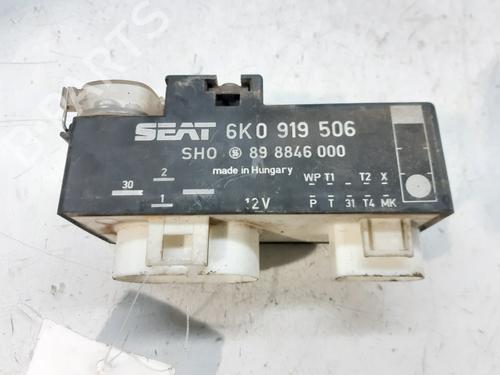 SEAT 6K0 919 506
SHO 89 8846 000
made in Hungary
WP T1 T2 X
30 2
1 12V P T 31 T4 MK